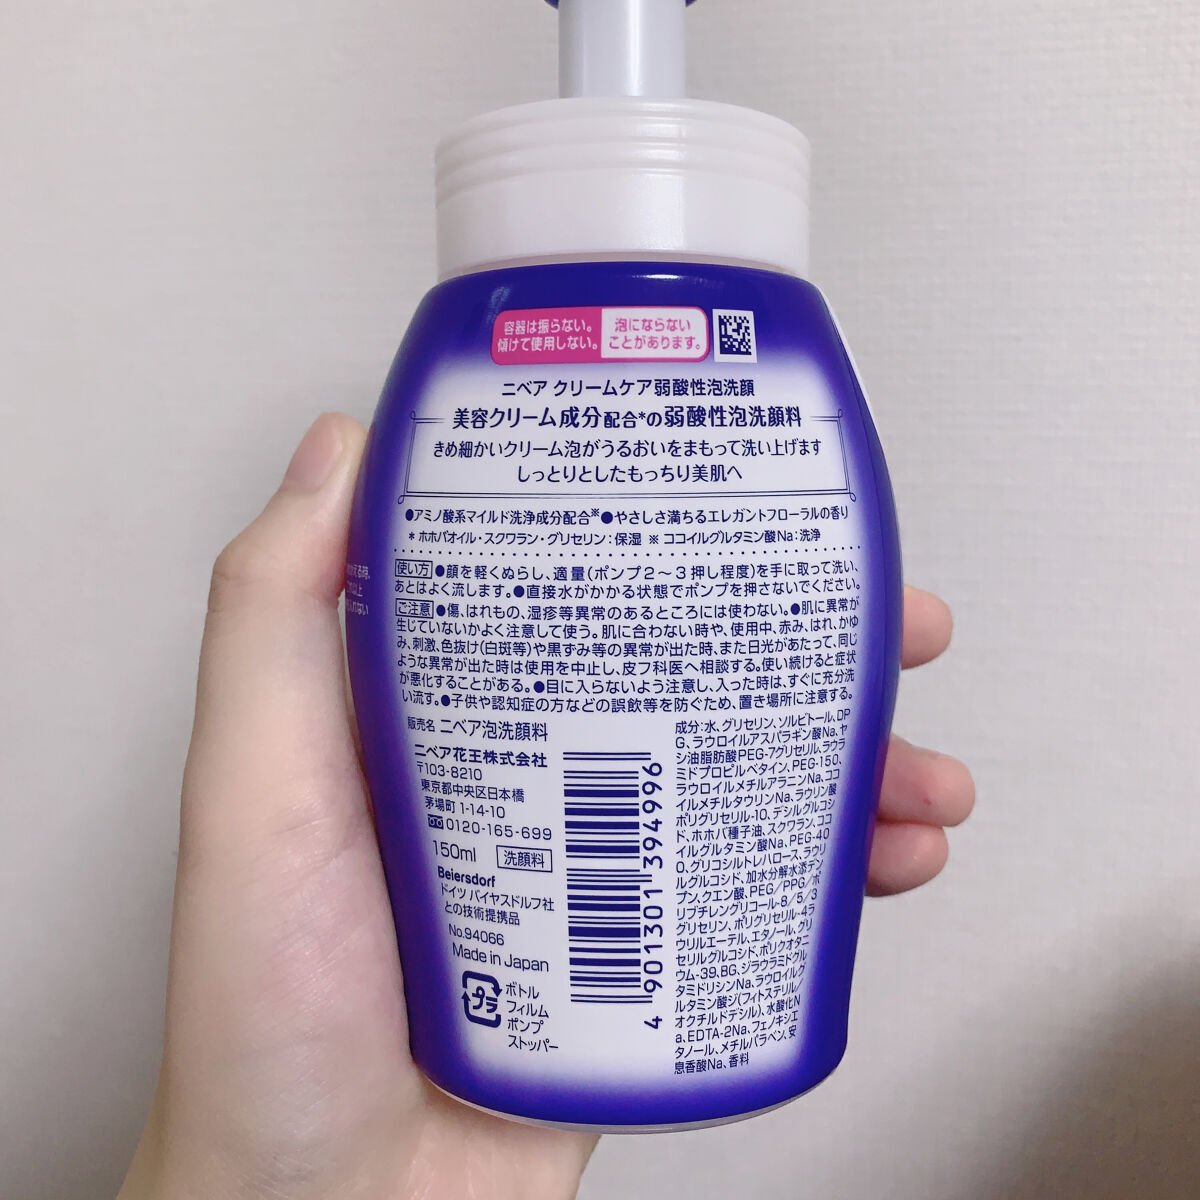 容器は振らない。
傾けて使用しない。
泡にならない
ことがあります。
ニベア クリームケア弱酸性泡洗顔
美容クリーム成分配合*の弱酸性泡洗顔料
きめ細かいクリーム泡がうるおいをまもって洗い上げます
しっとりとしたもっちり美肌へ
●アミノ酸系マイルド洗浄成分配合※●やさしさ満ちるエレガントフローラルの香り
* ホホバオイル・スクワラン・グリセリン：保湿 ※ ココイルグルタミン酸Na：洗浄
使い方 ●顔を軽くぬらし、適量(ポンプ2～3押し程度)を手に取って洗い、
あとはよく流します。●直接水がかかる状態でポンプを押さないでください。
ご注意 ●傷、はれもの、湿疹等異常のあるところには使わない。●肌に異常が
生じていないかよく注意して使う。肌に合わない時や、使用中、赤み、はれ、かゆ
み、刺激、色抜け(白斑等)や黒ずみ等の異常が出た時、また日光があたって、同じ
ような異常が出た時は使用を中止し、皮フ科医へ相談する。使い続けると症状
が悪化することがある。●目に入らないよう注意し、入った時は、すぐに充分洗
い流す。●子供や認知症の方などの誤飲等を防ぐため、置き場所に注意する。
販売名 ニベア泡洗顔料
ニベア花王株式会社
〒103-8210
東京都中央区日本橋
茅場町1-14-10
0120-165-699
150ml 洗顔料
Beiersdorf
ドイツ バイヤスドルフ社
との技術提携品
No.94066
Made in Japan
プラ
ボトル
フィルム
ポンプ
ストッパー
4 901301 394996
成分：水、グリセリン、ソルビトール、DP
G、ラウロイルアスパラギン酸Na、ヤ
シ油脂肪酸PEG-7グリセリル、ラウラ
ミドプロピルベタイン、PEG-150、
ラウロイルメチルアラニンNa、ココ
イルメチルタウリンNa、ラウリン酸
ポリグリセリル-10、デシルグルコシ
ド、ホホバ種子油、スクワラン、ココ
イルグルタミン酸Na、PEG-40
0、グリコシルトレハロース、ラウリ
ルグルコシド、加水分解水添デン
プン、クエン酸、PEG/PPG/ポ
リブチレングリコール-8/5/3
グリセリン、ポリグリセリル-4ラ
ウリルエーテル、エタノール、グリ
セリルグルコシド、ポリクオタニ
ウム-39、BG、ジラウラミドグル
タミドリシンNa、ラウロイルグ
ルタミン酸ジ(フィトステリル/
オクチルドデシル)、水酸化N
a、EDTA-2Na、フェノキシエ
タノール、メチルパラベン、安
息香酸Na、香料